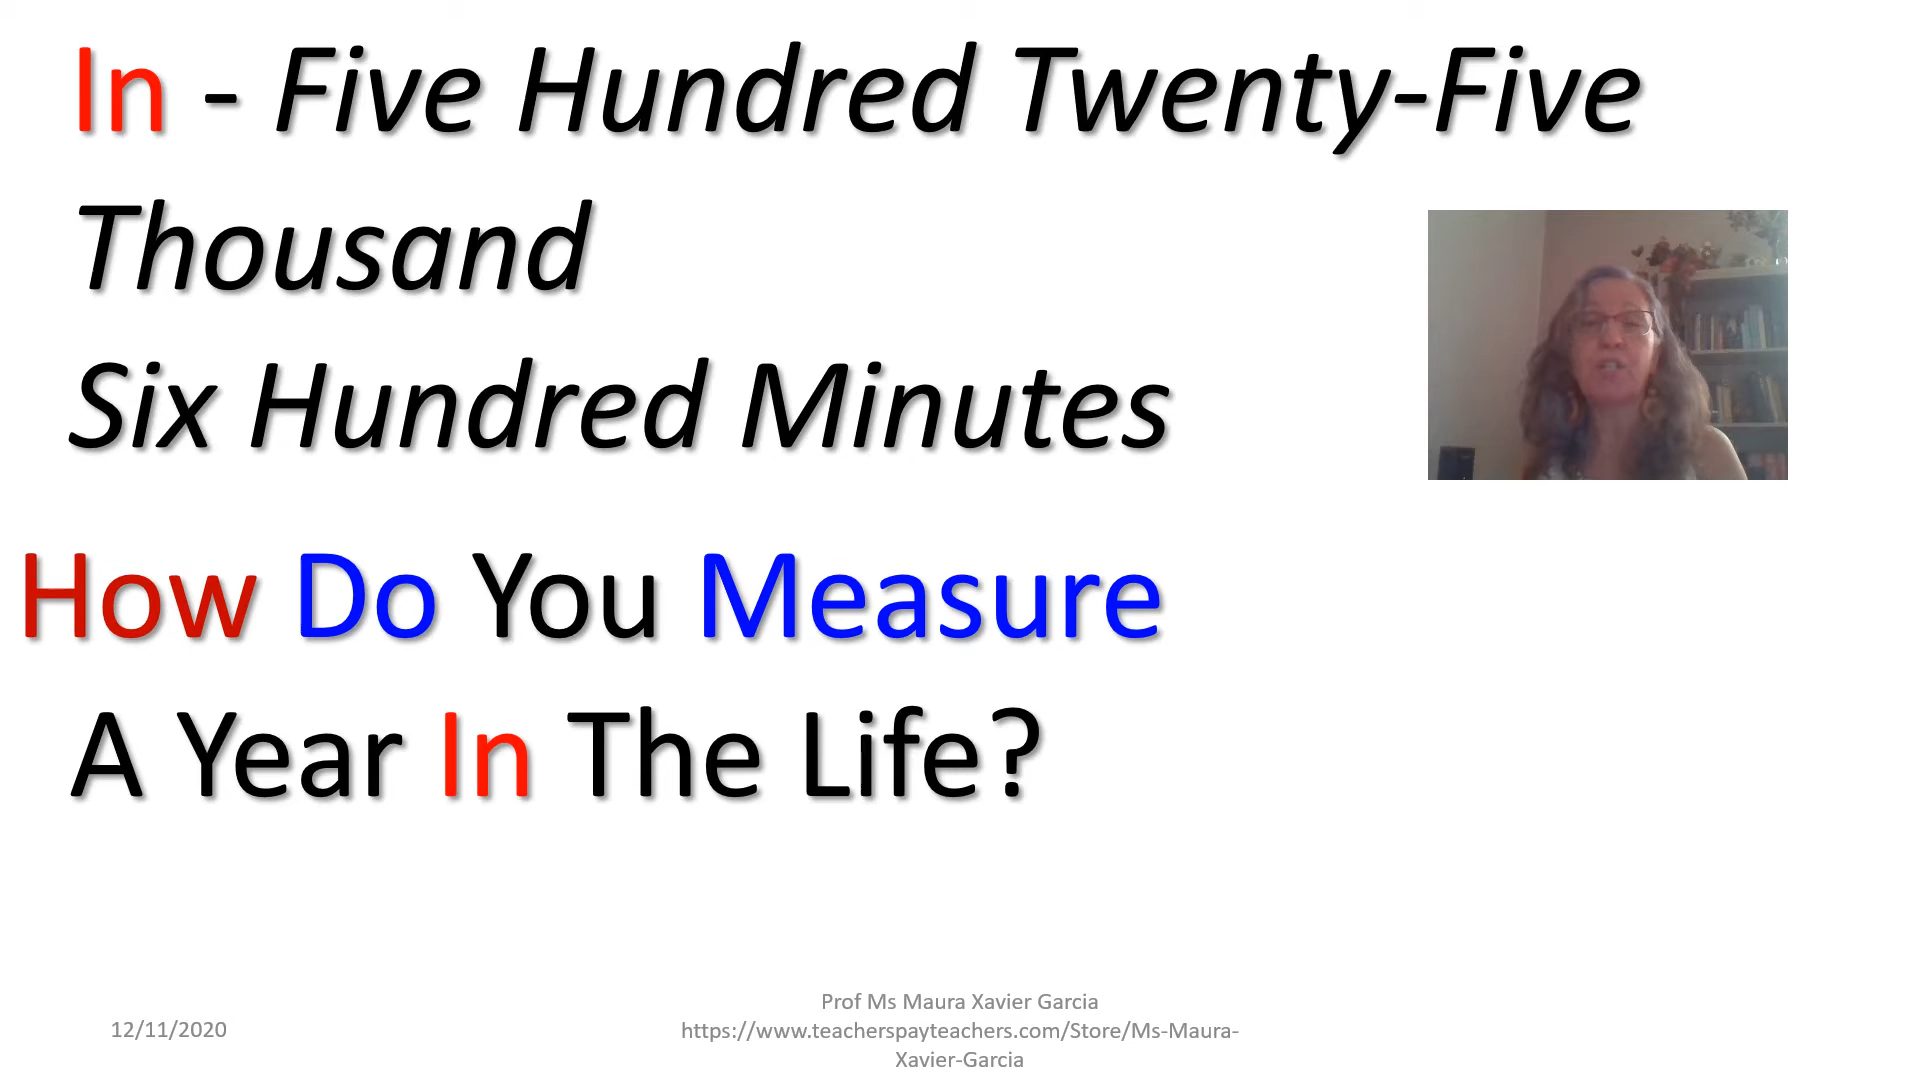 In - Five Hundred Twenty-Five
Thousand
Six Hundred Minutes
How Do You Measure
A Year In The Life?
12/11/2020
Prof Ms Maura Xavier Garcia
https://www.teacherspayteachers.com/Store/Ms-Maura-
Xavier-Garcia